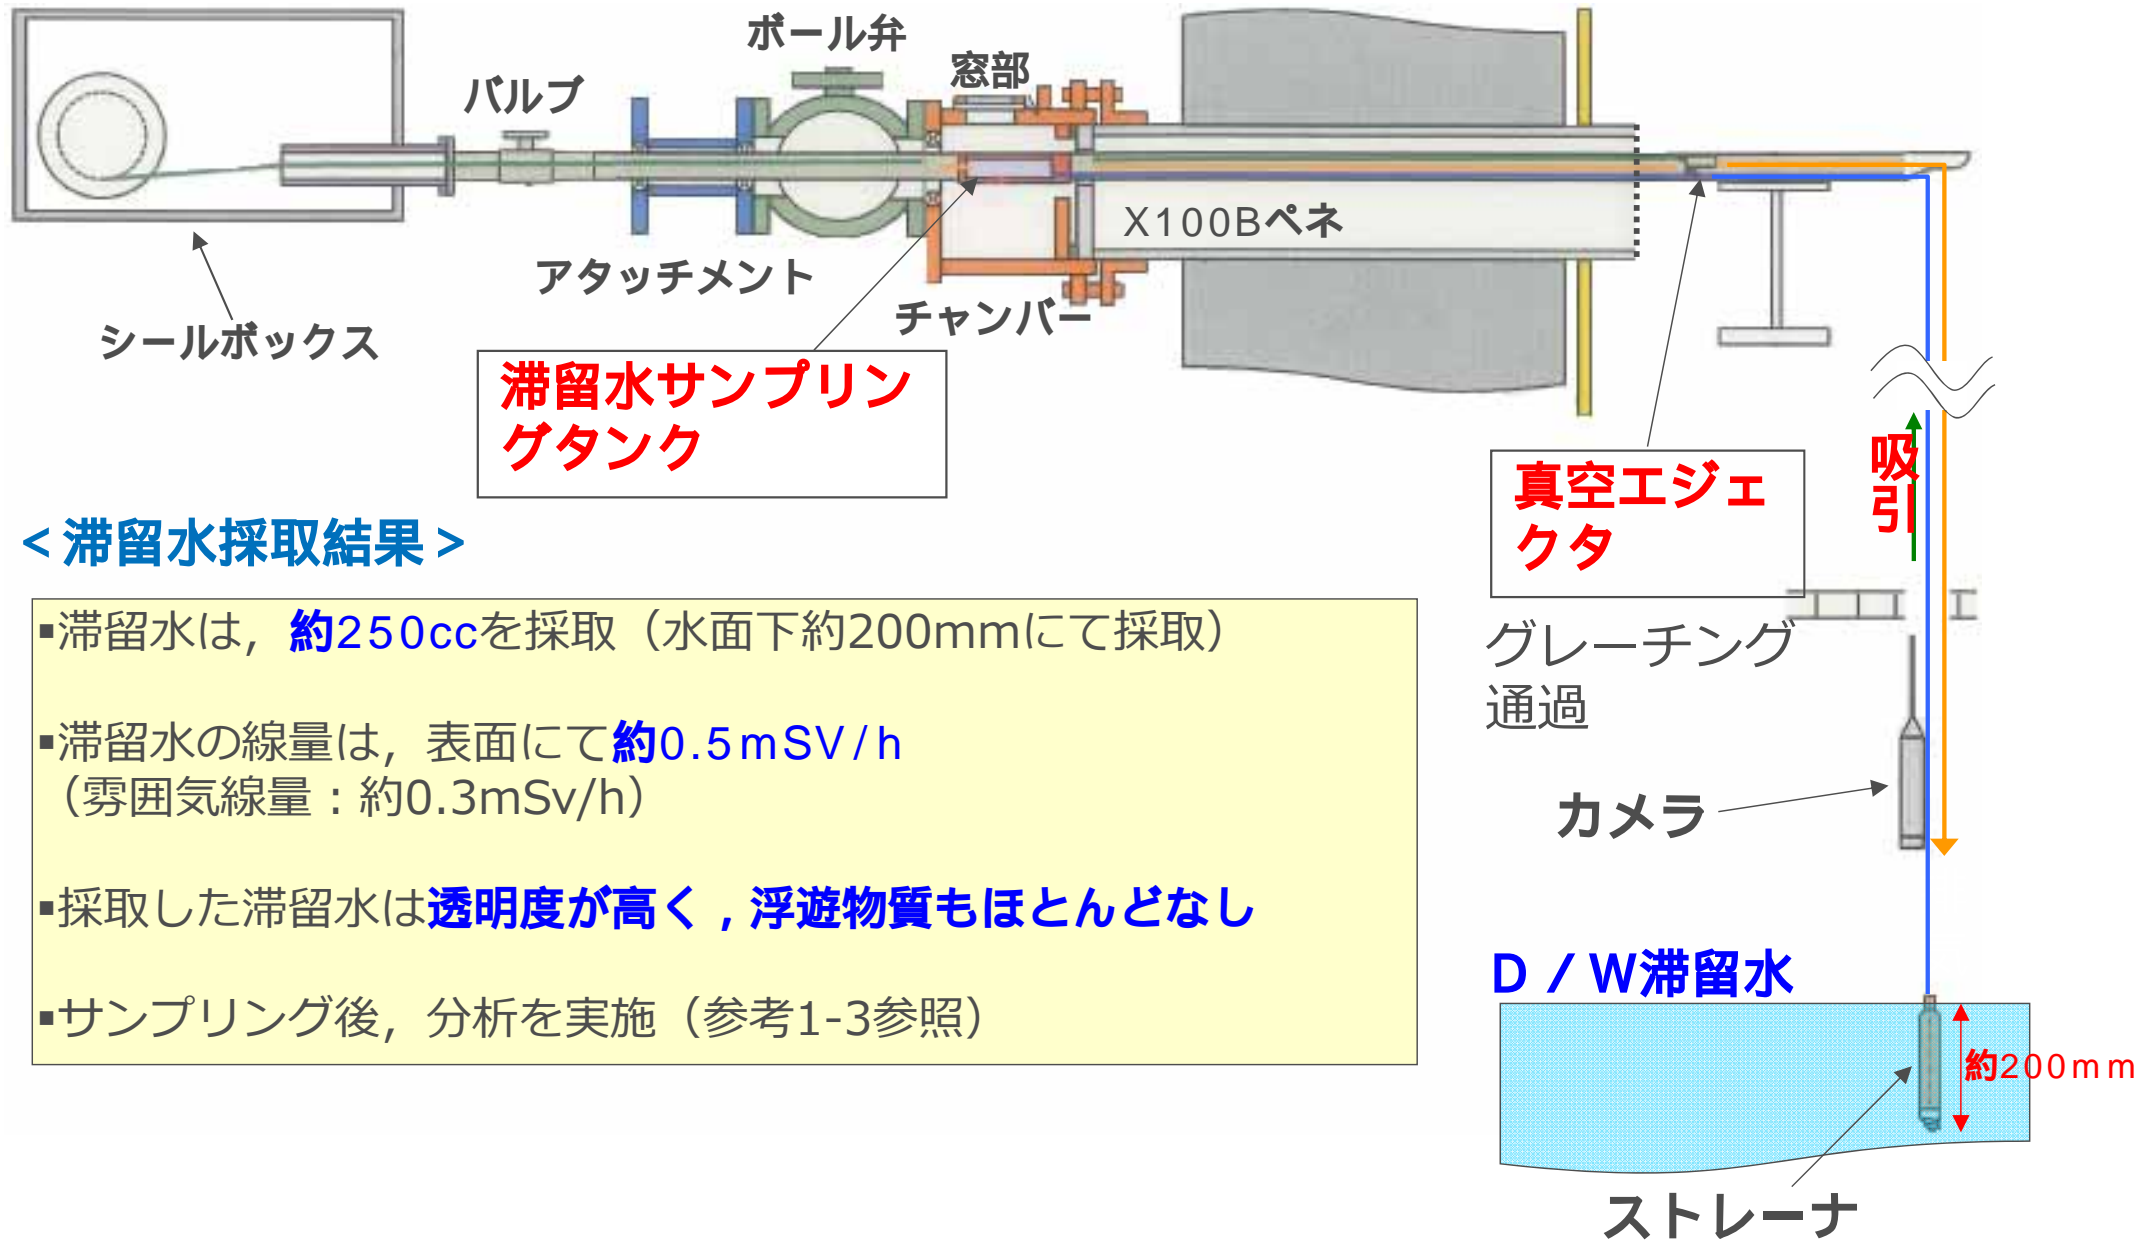 ボール弁
窓部
バルブ
X100Bペネ
アタッチメント
チャンバー
シールボックス
滞留水サンプリン
グタンク
真空エジェ
クタ
吸
引
<滞留水採取結果>
▪滞留水は，約250ccを採取（水面下約200mmにて採取）
▪滞留水の線量は，表面にて約0.5mSV/h
（雰囲気線量：約0.3mSv/h）
▪採取した滞留水は透明度が高く，浮遊物質もほとんどなし
▪サンプリング後，分析を実施（参考1-3参照）
グレーチング
通過
カメラ
D／W滞留水
約200mm
ストレーナ